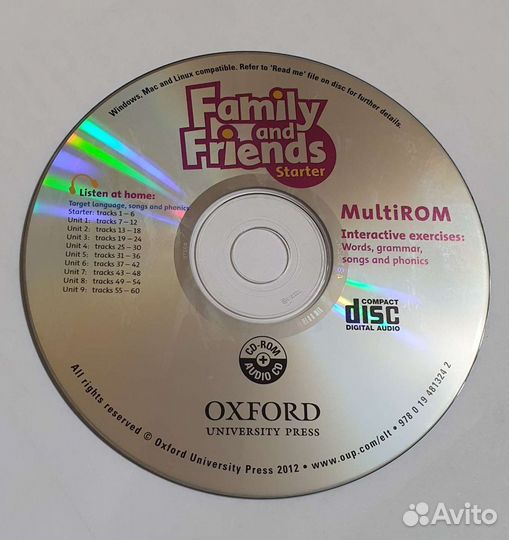 Windows, Mac and Linux compatible. Refer to 'Read me' file on disc for further details.
Family
and
Friends
Starter
Listen at home:
Target language, songs and phonics
Starter: tracks 1 – 6
Unit 1: tracks 7 – 12
Unit 2: tracks 13 – 18
Unit 3: tracks 19 – 24
Unit 4: tracks 25 – 30
Unit 5: tracks 31 – 36
Unit 6: tracks 37 – 42
Unit 7: tracks 43 – 48
Unit 8: tracks 49 – 54
Unit 9: tracks 55 – 60
MultiROM
Interactive exercises:
Words, grammar,
songs and phonics
COMPACT
disc
DIGITAL AUDIO
CD-ROM
+
AUDIO CD
OXFORD
UNIVERSITY PRESS
All rights reserved © Oxford University Press 2012 • www.oup.com/elt • 978 0 19 481324 2
Avito